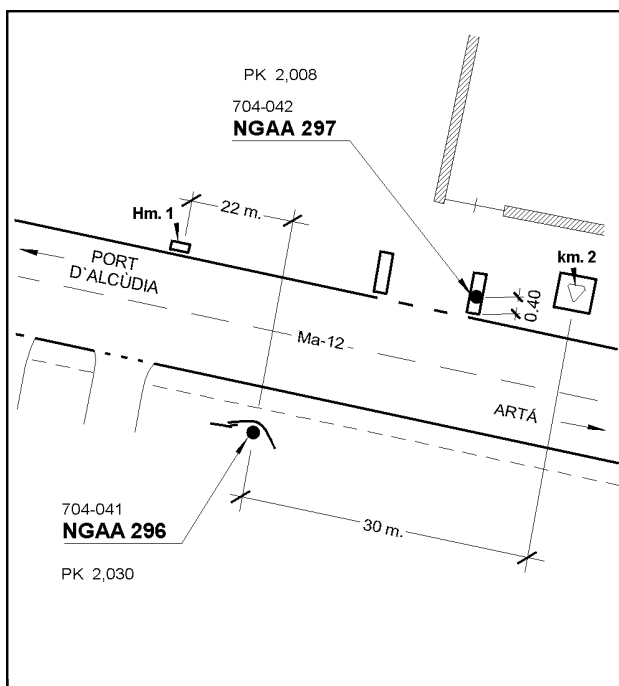 PK 2,008
704-042
NGAA 297
Hm. 1
22 m.
km. 2
PORT
D`ALCÙDIA
0.40
Ma-12
ARTÁ
704-041
NGAA 296
30 m.
PK 2,030